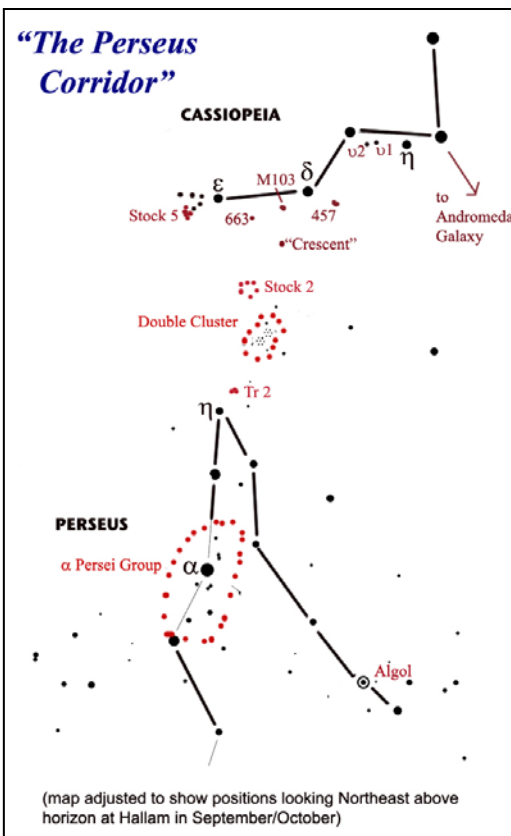 “The Perseus
Corridor”
CASSIOPEIA
ε
δ
υ2
υ1
η
M103
Stock 5
663
457
“Crescent”
to
Andromeda
Galaxy
Stock 2
Double Cluster
Tr 2
η
PERSEUS
α Persei Group
α
Algol
(map adjusted to show positions looking Northeast above
horizon at Hallam in September/October)